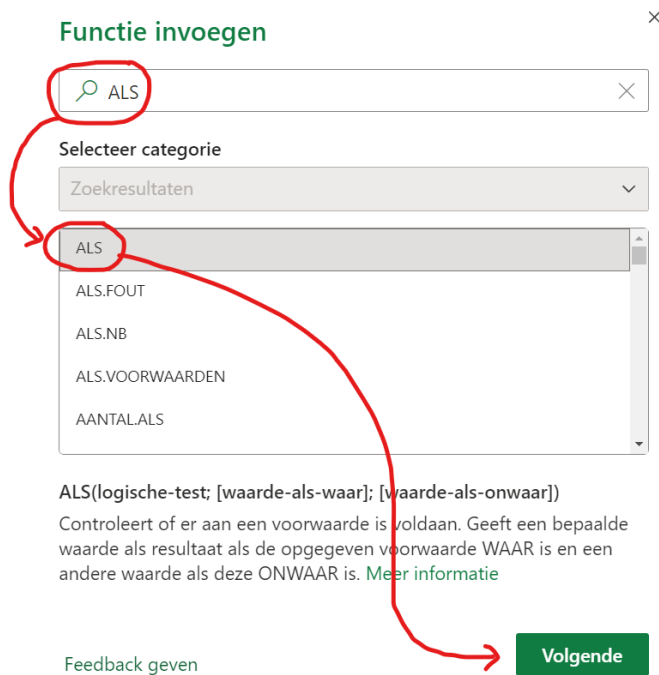 Functie invoegen
ALS
Selecteer categorie
Zoekresultaten
ALS
ALS.FOUT
ALS.NB
ALS.VOORWAARDEN
AANTAL.ALS
ALS(logische-test; [waarde-als-waar]; [waarde-als-onwaar])
Controleert of er aan een voorwaarde is voldaan. Geeft een bepaalde
waarde als resultaat als de opgegeven voorwaarde WAAR is en een
andere waarde als deze ONWAAR is. Meer informatie
Volgende
Feedback geven